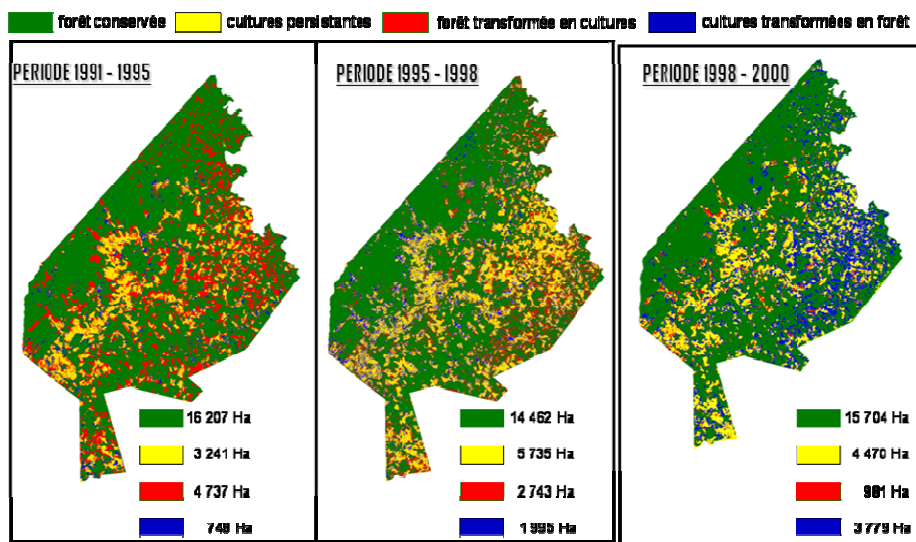 forêt conservée cultures persistantes forêt transformée en cultures cultures transformées en forêt
PERIODE 1991 - 1995
PERIODE 1995 - 1998
PERIODE 1998 - 2000
16 207 Ha
3 241 Ha
4 737 Ha
748 Ha
14 462 Ha
5 735 Ha
2 743 Ha
1 995 Ha
15 704 Ha
4 470 Ha
981 Ha
3 779 Ha